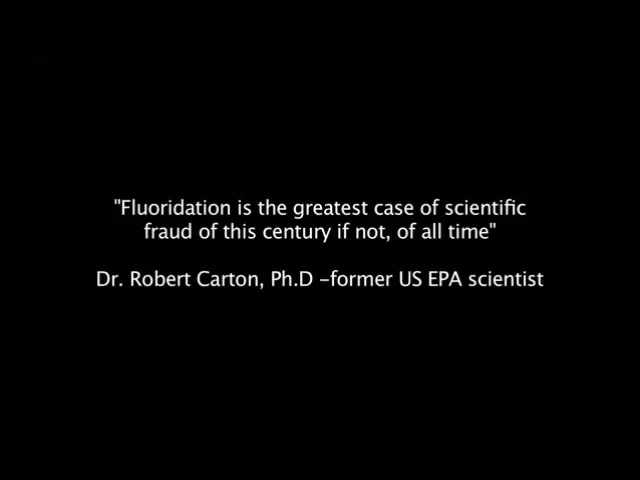 "Fluoridation is the greatest case of scientific
fraud of this century if not, of all time"
Dr. Robert Carton, Ph.D -former US EPA scientist